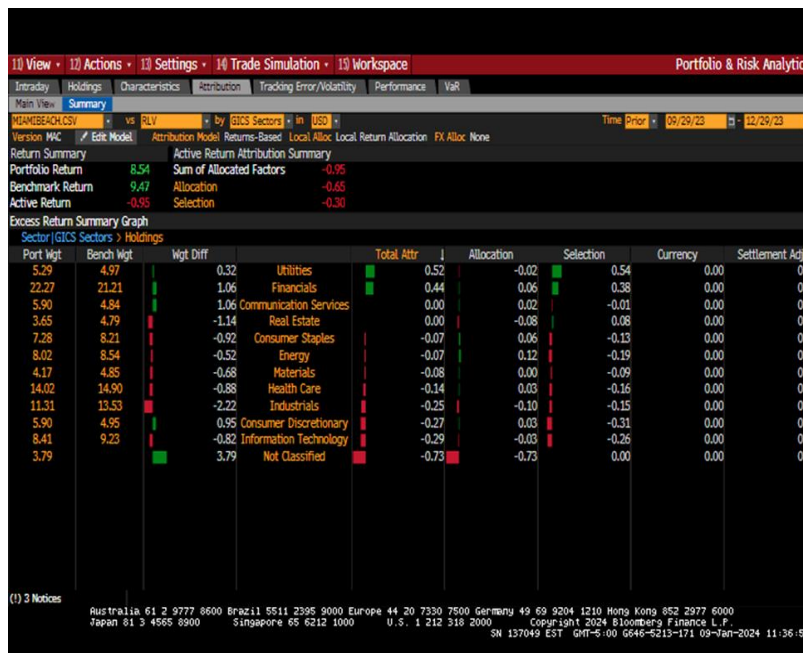 11) View 12) Actions 13) Settings 14) Trade Simulation 15) Workspace Portfolio & Risk Analytic
Intraday Holdings Characteristics Attribution Tracking Error/Volatility Performance VaR
Main View Summary
MIAMIBEACH.CSV vs RLV by GICS Sectors in USD Time Prior 09/29/23 - 12/29/23
Version MAC Edit Model Attribution Model Returns-Based Local Alloc Local Return Allocation FX Alloc None
Return Summary Active Return Attribution Summary
Portfolio Return 8.54 Sum of Allocated Factors -0.95
Benchmark Return 9.47 Allocation -0.65
Active Return -0.95 Selection -0.30
Excess Return Summary Graph
Sector|GICS Sectors > Holdings
Port Wgt Bench Wgt Wgt Diff Total Attr ↓ Allocation Selection Currency Settlement Adj
5.29 4.97 0.32 Utilities 0.52 -0.02 0.54 0.00 0
22.27 21.21 1.06 Financials 0.44 0.06 0.38 0.00 0
5.90 4.84 1.06 Communication Services 0.00 0.02 -0.01 0.00 0
3.65 4.79 -1.14 Real Estate 0.00 -0.08 0.08 0.00 0
7.28 8.21 -0.92 Consumer Staples -0.07 0.06 -0.13 0.00 0
8.02 8.54 -0.52 Energy -0.07 0.12 -0.19 0.00 0
4.17 4.85 -0.68 Materials -0.08 0.00 -0.09 0.00 0
14.02 14.90 -0.88 Health Care -0.14 0.03 -0.16 0.00 0
11.31 13.53 -2.22 Industrials -0.25 -0.10 -0.15 0.00 0
5.90 4.95 0.95 Consumer Discretionary -0.27 0.03 -0.31 0.00 0
8.41 9.23 -0.82 Information Technology -0.29 -0.03 -0.26 0.00 0
3.79 3.79 Not Classified -0.73 -0.73 0.00 0.00 0
(!) 3 Notices
Australia 61 2 9777 8600 Brazil 5511 2395 9000 Europe 44 20 7330 7500 Germany 49 69 9204 1210 Hong Kong 852 2977 6000
Japan 81 3 4565 8900 Singapore 65 6212 1000 U.S. 1 212 318 2000 Copyright 2024 Bloomberg Finance L.P.
SN 137049 EST GMT-5:00 G646-5213-171 09-Jan-2024 11:36:5